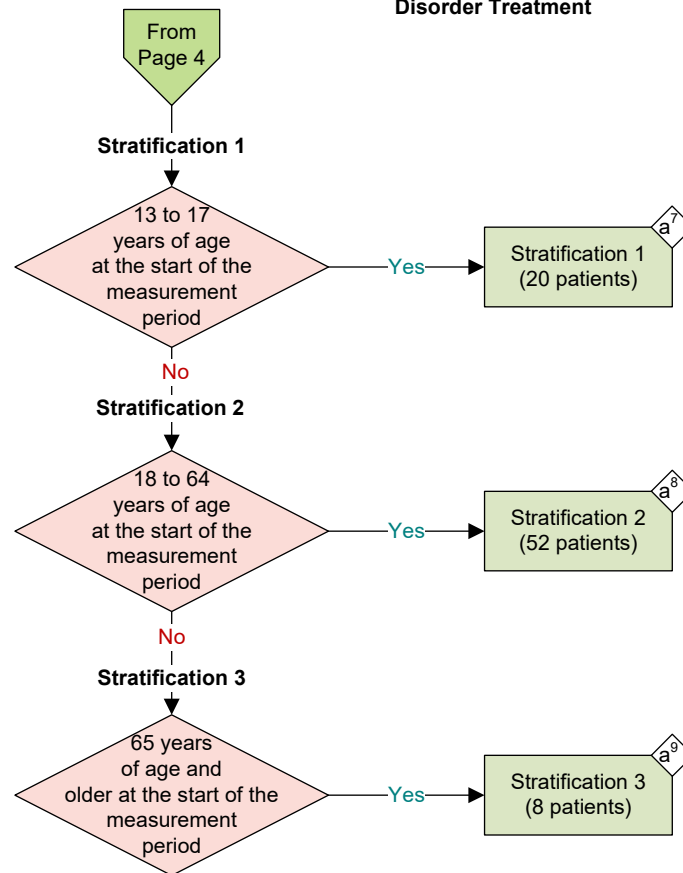 Disorder Treatment
From
Page 4
Stratification 1
13 to 17
years of age
at the start of the
measurement
period
Yes
Stratification 1
(20 patients)
a⁷
No
Stratification 2
18 to 64
years of age
at the start of the
measurement
period
Yes
Stratification 2
(52 patients)
a⁸
No
Stratification 3
65 years
of age and
older at the start of the
measurement
period
Yes
Stratification 3
(8 patients)
a⁹